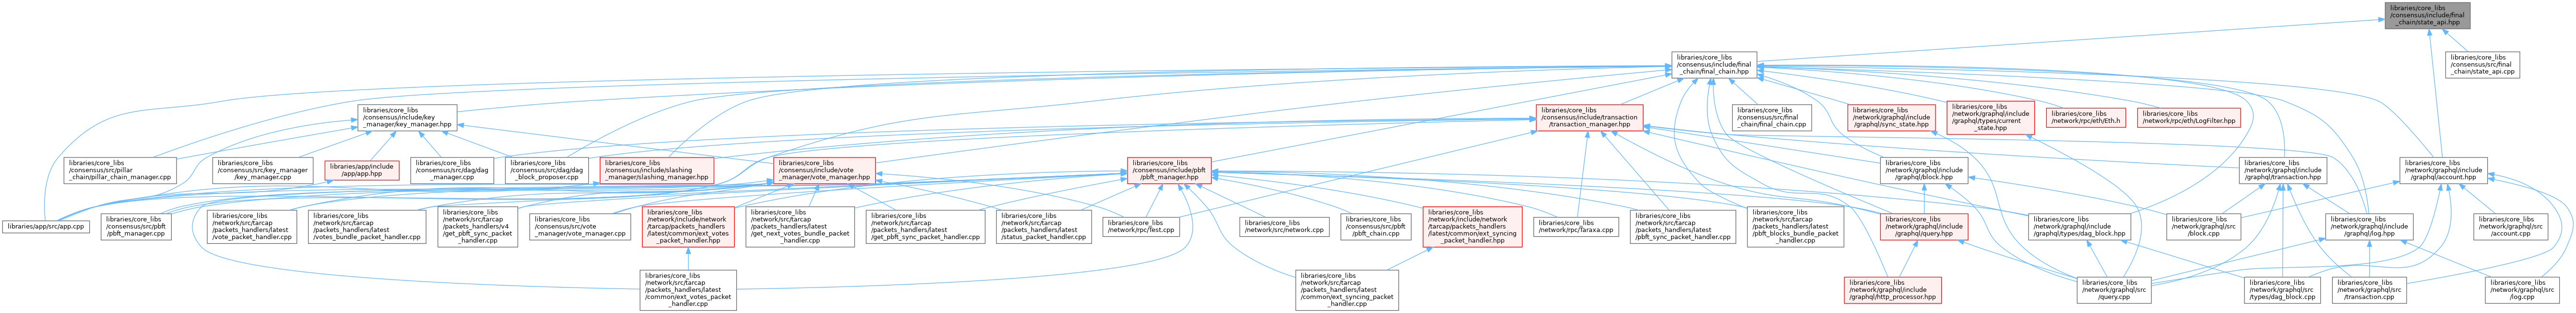 libraries/core_libs
/consensus/include/final
_chain/state_api.hpp
libraries/core_libs
/consensus/include/final
_chain/final_chain.hpp
libraries/core_libs
/consensus/src/final
_chain/state_api.cpp
libraries/core_libs
/consensus/include/key
_manager/key_manager.hpp
libraries/core_libs
/consensus/include/transaction
/transaction_manager.hpp
libraries/core_libs
/consensus/src/final
_chain/final_chain.cpp
libraries/core_libs
/network/graphql/include
/graphql/sync_state.hpp
libraries/core_libs
/network/graphql/include
/graphql/types/current
_state.hpp
libraries/core_libs
/network/rpc/eth/Eth.h
libraries/core_libs
/network/rpc/eth/LogFilter.hpp
libraries/core_libs
/consensus/src/pillar
_chain/pillar_chain_manager.cpp
libraries/core_libs
/consensus/src/key_manager
/key_manager.cpp
libraries/app/include
/app/app.hpp
libraries/core_libs
/consensus/src/dag/dag
_manager.cpp
libraries/core_libs
/consensus/src/dag/dag
_block_proposer.cpp
libraries/core_libs
/consensus/include/slashing
_manager/slashing_manager.hpp
libraries/core_libs
/consensus/include/vote
_manager/vote_manager.hpp
libraries/core_libs
/consensus/include/pbft
/pbft_manager.hpp
libraries/core_libs
/network/graphql/include
/graphql/block.hpp
libraries/core_libs
/network/graphql/include
/graphql/transaction.hpp
libraries/core_libs
/network/graphql/include
/graphql/account.hpp
libraries/app/src/app.cpp
libraries/core_libs
/consensus/src/pbft
/pbft_manager.cpp
libraries/core_libs
/network/src/tarcap
/packets_handlers/latest
/vote_packet_handler.cpp
libraries/core_libs
/network/src/tarcap
/packets_handlers/latest
/votes_bundle_packet_handler.cpp
libraries/core_libs
/network/src/tarcap
/packets_handlers/v4
/get_pbft_sync_packet
_handler.cpp
libraries/core_libs
/consensus/src/vote
_manager/vote_manager.cpp
libraries/core_libs
/network/include/network
/tarcap/packets_handlers
/latest/common/ext_votes
_packet_handler.hpp
libraries/core_libs
/network/src/tarcap
/packets_handlers/latest
/get_next_votes_bundle_packet
_handler.cpp
libraries/core_libs
/network/src/tarcap
/packets_handlers/latest
/get_pbft_sync_packet_handler.cpp
libraries/core_libs
/network/src/tarcap
/packets_handlers/latest
/status_packet_handler.cpp
libraries/core_libs
/network/rpc/Test.cpp
libraries/core_libs
/network/src/network.cpp
libraries/core_libs
/consensus/src/pbft
/pbft_chain.cpp
libraries/core_libs
/network/include/network
/tarcap/packets_handlers
/latest/common/ext_syncing
_packet_handler.hpp
libraries/core_libs
/network/rpc/Taraxa.cpp
libraries/core_libs
/network/src/tarcap
/packets_handlers/latest
/pbft_sync_packet_handler.cpp
libraries/core_libs
/network/src/tarcap
/packets_handlers/latest
/pbft_blocks_bundle_packet
_handler.cpp
libraries/core_libs
/network/graphql/include
/graphql/query.hpp
libraries/core_libs
/network/graphql/include
/graphql/types/dag_block.hpp
libraries/core_libs
/network/graphql/src
/block.cpp
libraries/core_libs
/network/graphql/include
/graphql/log.hpp
libraries/core_libs
/network/graphql/src
/account.cpp
libraries/core_libs
/network/src/tarcap
/packets_handlers/latest
/common/ext_votes_packet
_handler.cpp
libraries/core_libs
/network/src/tarcap
/packets_handlers/latest
/common/ext_syncing_packet
_handler.cpp
libraries/core_libs
/network/graphql/include
/graphql/http_processor.hpp
libraries/core_libs
/network/graphql/src
/query.cpp
libraries/core_libs
/network/graphql/src
/types/dag_block.cpp
libraries/core_libs
/network/graphql/src
/transaction.cpp
libraries/core_libs
/network/graphql/src
/log.cpp